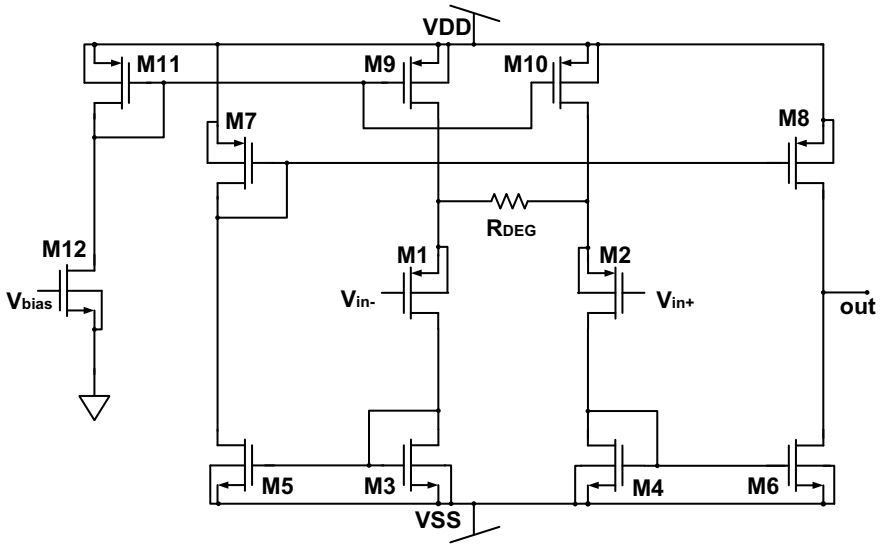 VDD
M11
M9
M10
M7
M8
RDEG
M12
M1
M2
Vbias
Vin-
Vin+
out
M5
M3
M4
M6
VSS